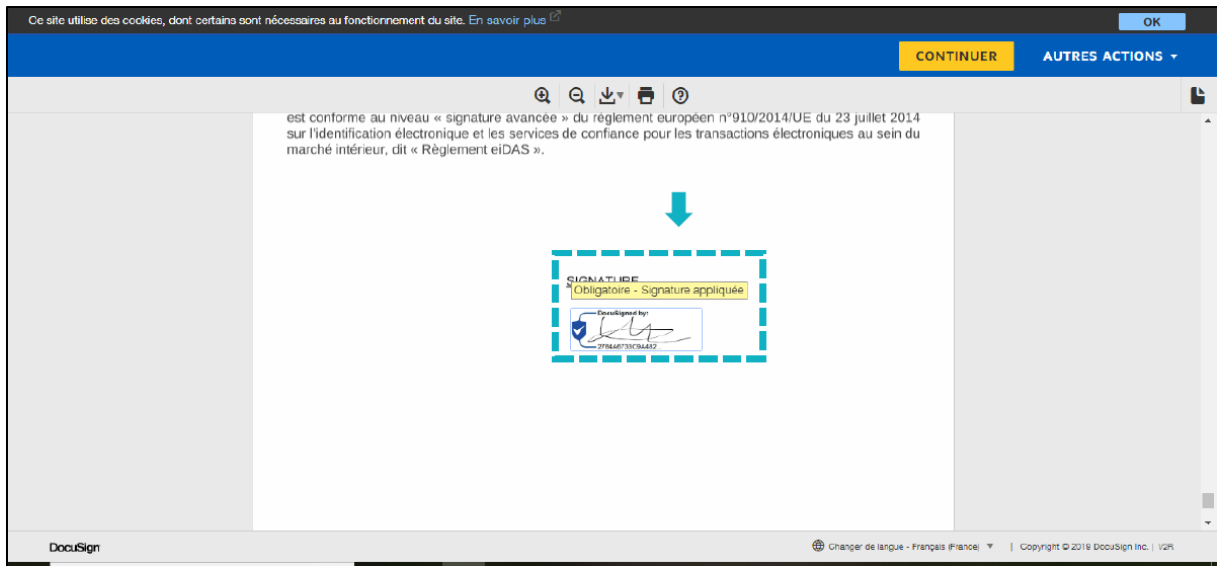 Ce site utilise des cookies, dont certains sont nécessaires au fonctionnement du site. En savoir plus
OK
CONTINUER
AUTRES ACTIONS
est conforme au niveau « signature avancée » du règlement européen n°910/2014/UE du 23 juillet 2014
sur l'identification électronique et les services de confiance pour les transactions électroniques au sein du
marché intérieur, dit « Règlement eiDAS ».
SIGNATURE
Obligatoire - Signature appliquée
DocuSigned by:
DocuSign
Changer de langue - Français (France) | Copyright © 2019 DocuSign Inc. | V2R